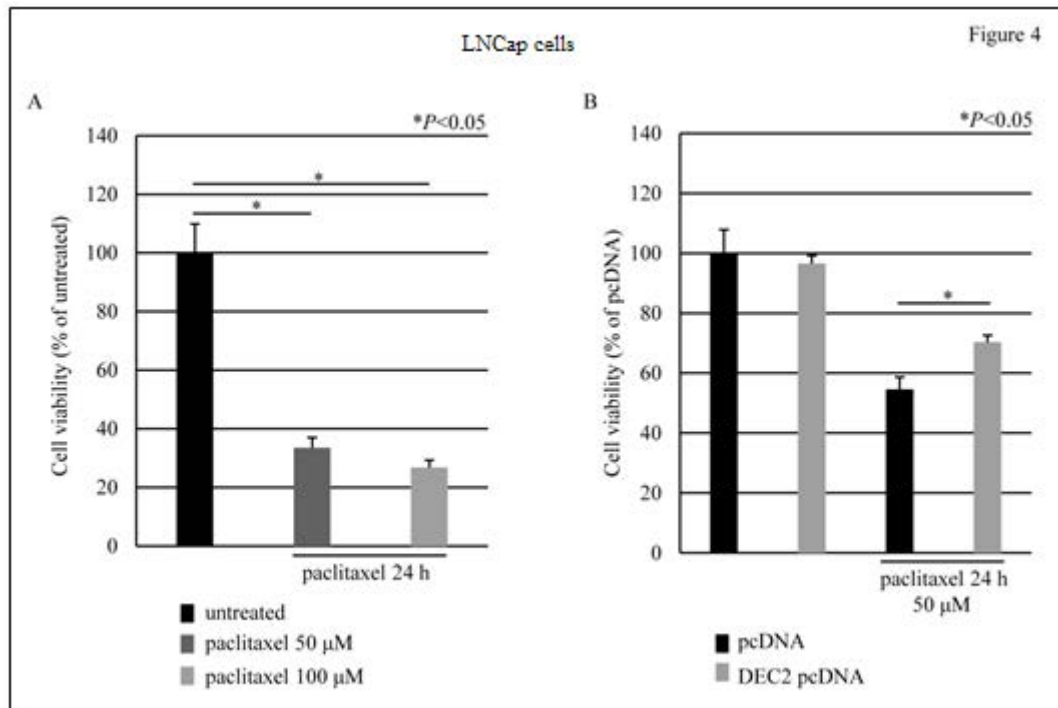 LNCap cells
Figure 4
A
*P<0.05
Cell viability (% of untreated)
140
120
100
80
60
40
20
0
*
*
paclitaxel 24 h
untreated
paclitaxel 50 μM
paclitaxel 100 μM
B
*P<0.05
Cell viability (% of pcDNA)
140
120
100
80
60
40
20
0
*
paclitaxel 24 h
50 μM
pcDNA
DEC2 pcDNA